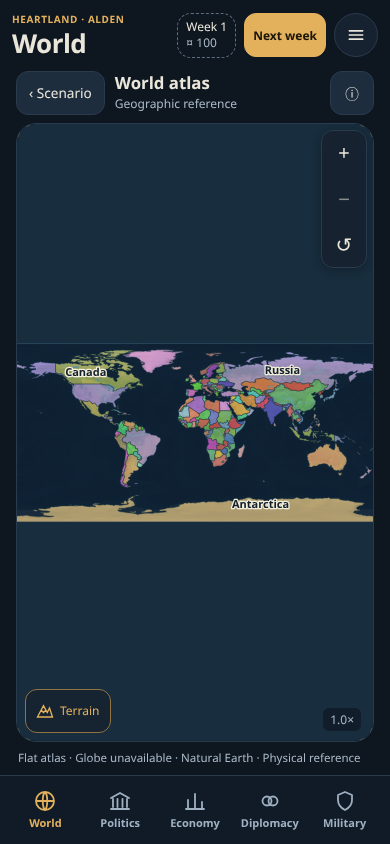 HEARTLAND · ALDEN
World
Week 1
¤ 100
Next week
‹ Scenario
World atlas
Geographic reference
+
−
Canada
Russia
Antarctica
Terrain
1.0×
Flat atlas · Globe unavailable · Natural Earth · Physical reference
World
Politics
Economy
Diplomacy
Military